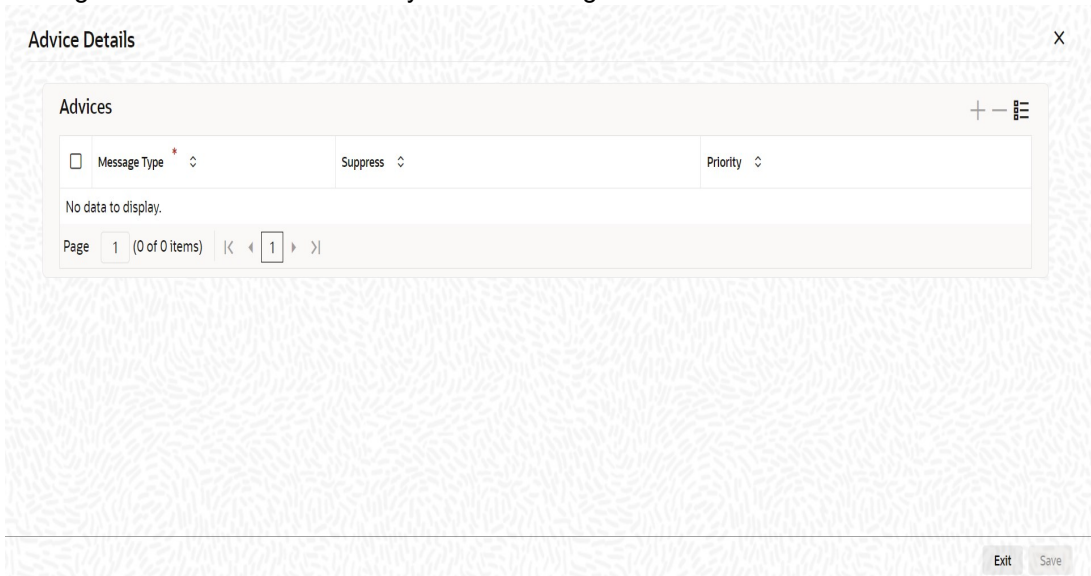 Advice Details X
Advices
Message Type * Suppress Priority
No data to display.
Page 1 (0 of 0 items) 1
Exit Save